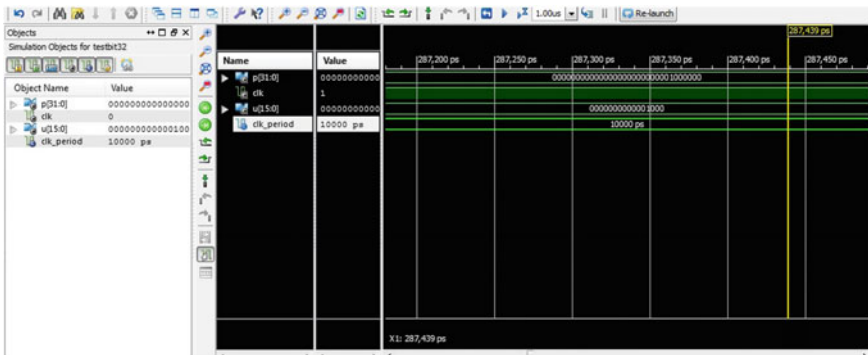 1.00us
Re-launch
Objects
Simulation Objects for testbit32
Object Name Value
p[31:0] 000000000000000
clk 0
u[15:0] 000000000000100
clk_period 10000 ps
Name Value
p[31:0] 00000000000
clk 1
u[15:0] 00000000000
clk_period 10000 ps
287,439 ps
287,200 ps 287,250 ps 287,300 ps 287,350 ps 287,400 ps 287,450 ps
00000000000000000000000001000000
0000000000001000
10000 ps
X1: 287,439 ps